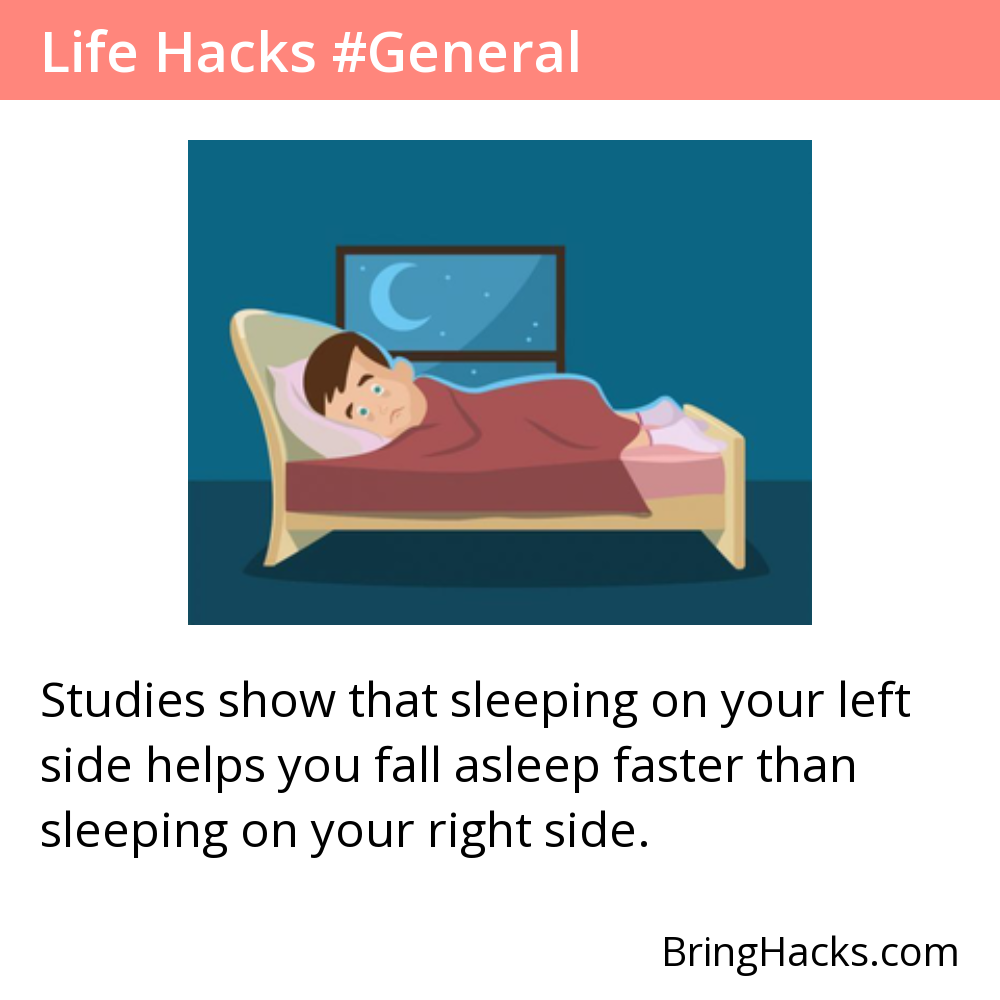 Life Hacks #General
Studies show that sleeping on your left
side helps you fall asleep faster than
sleeping on your right side.
BringHacks.com